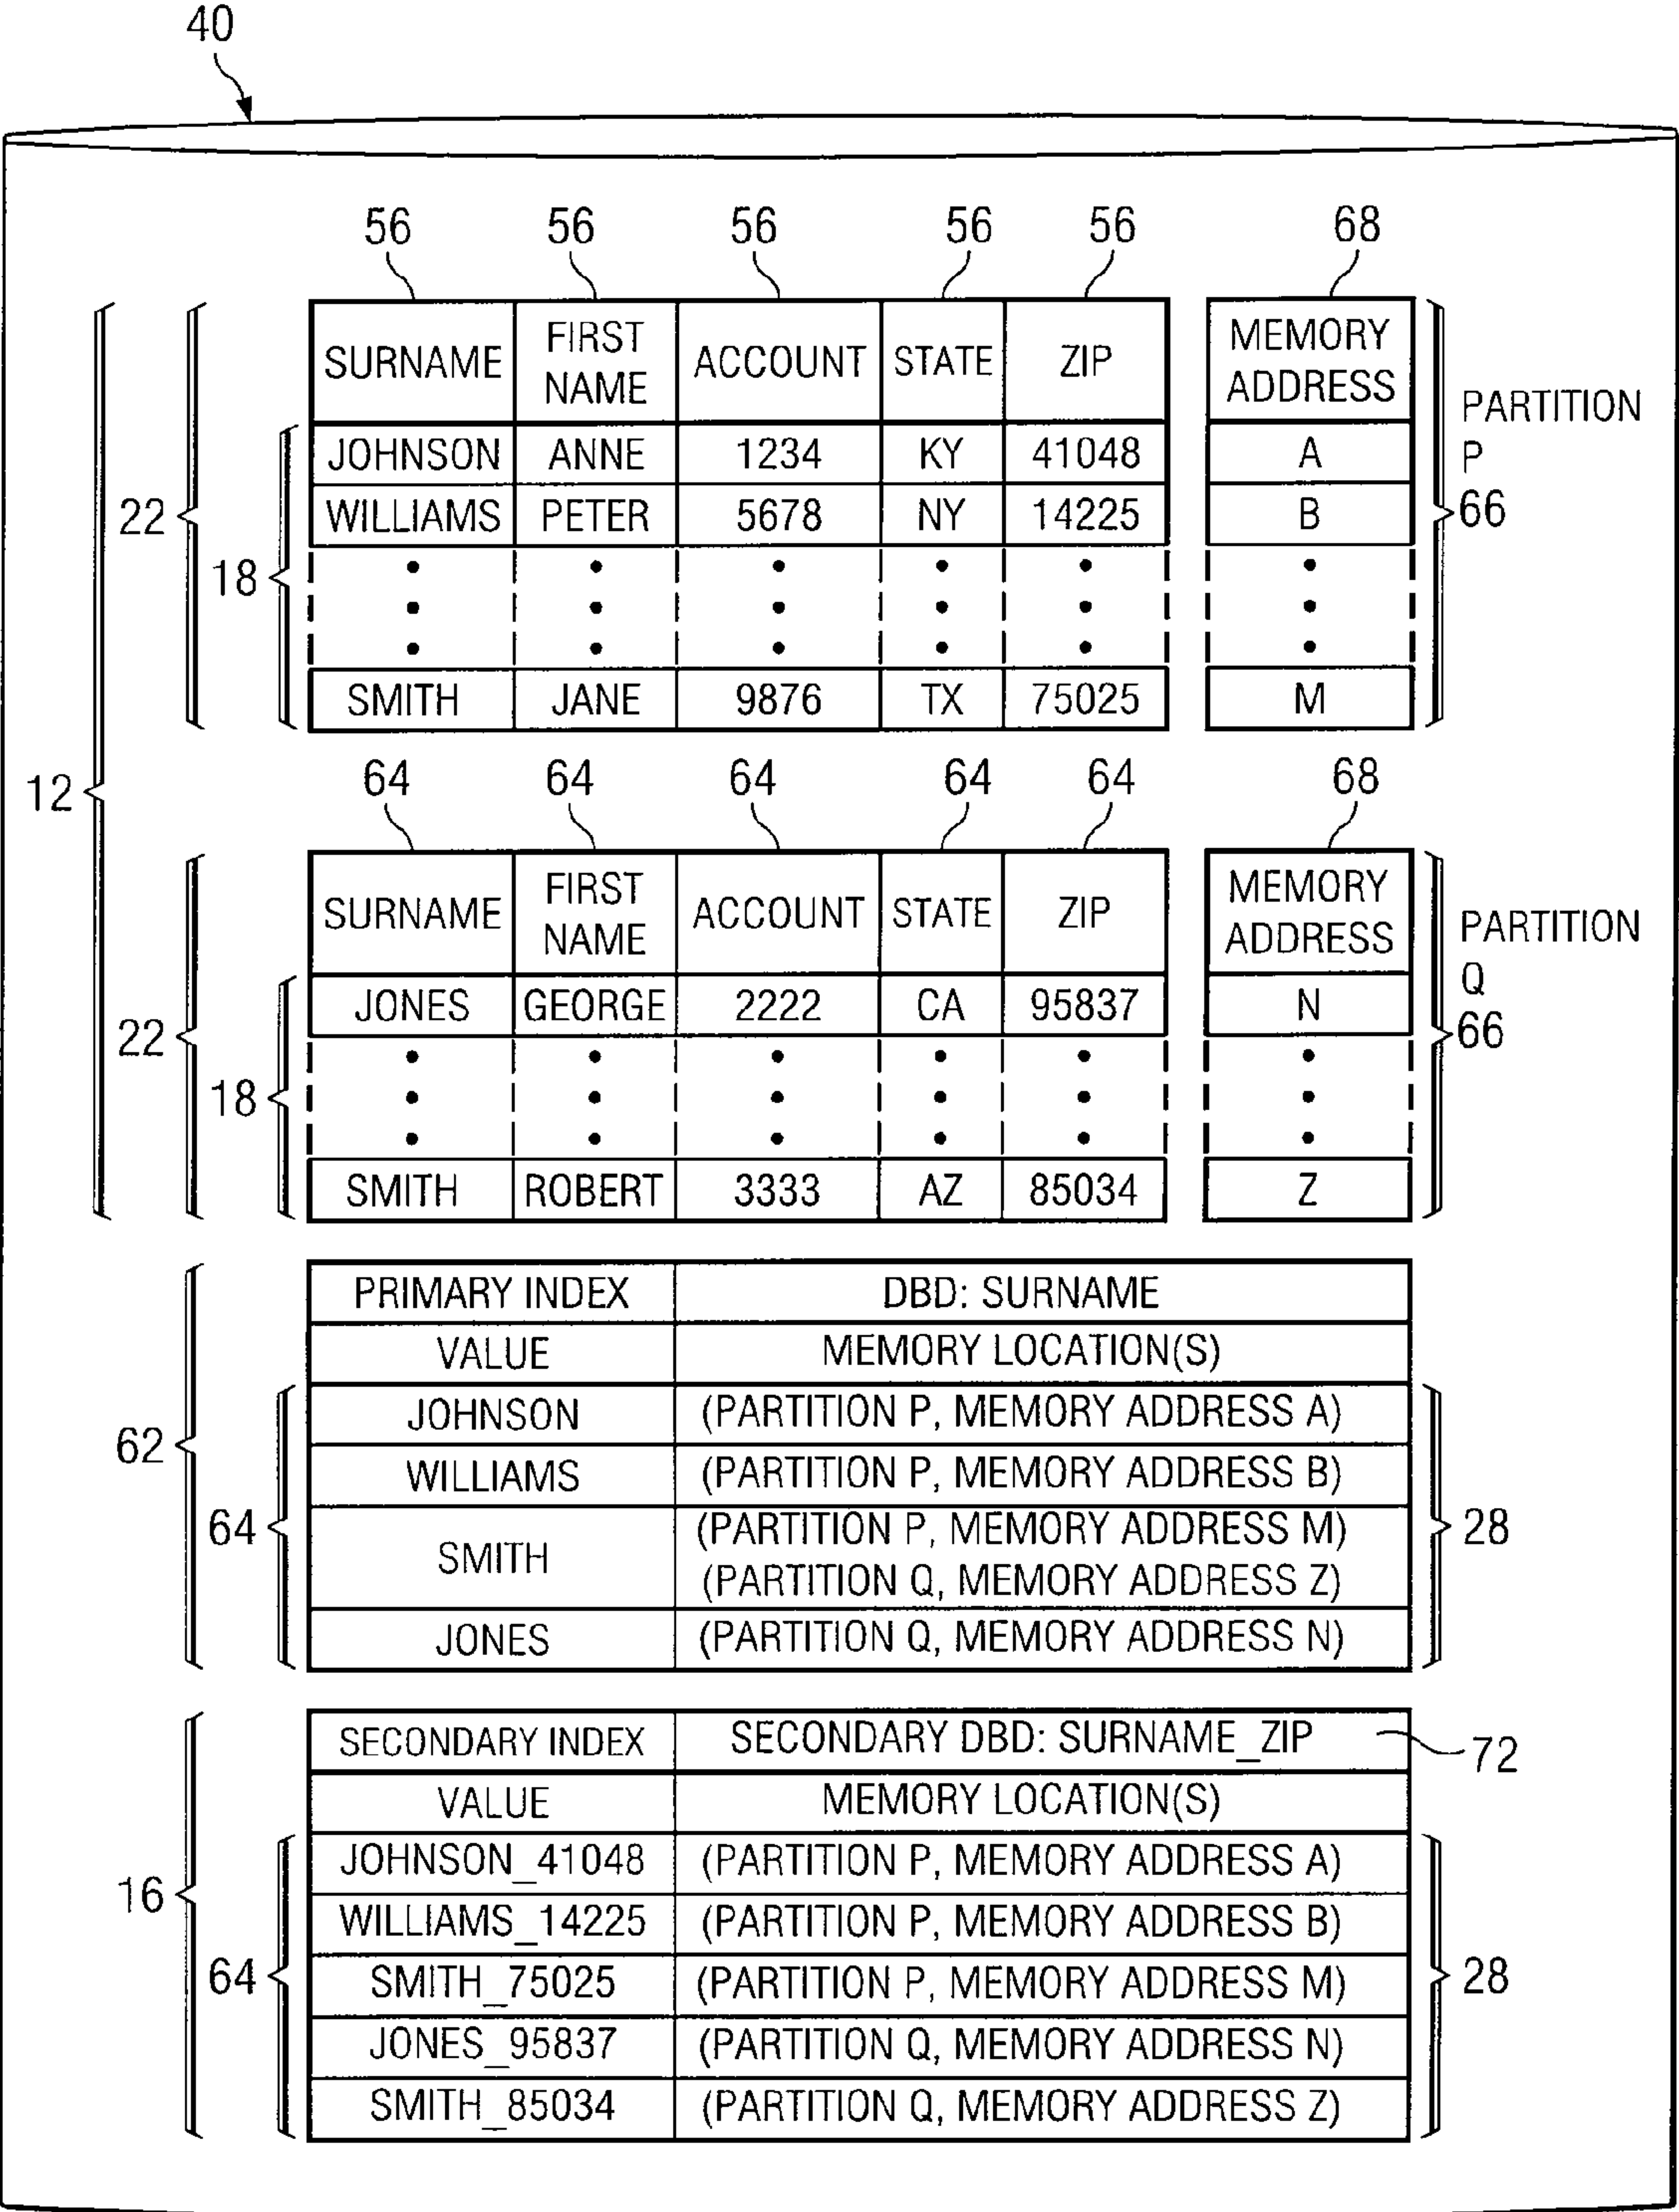 40
56 56 56 56 56 68
SURNAME FIRST NAME ACCOUNT STATE ZIP MEMORY ADDRESS
PARTITION P 66
JOHNSON ANNE 1234 KY 41048 A
22
WILLIAMS PETER 5678 NY 14225 B
18
SMITH JANE 9876 TX 75025 M
12
64 64 64 64 64 68
SURNAME FIRST NAME ACCOUNT STATE ZIP MEMORY ADDRESS
PARTITION Q 66
JONES GEORGE 2222 CA 95837 N
22
18
SMITH ROBERT 3333 AZ 85034 Z
PRIMARY INDEX DBD: SURNAME
VALUE MEMORY LOCATION(S)
JOHNSON (PARTITION P, MEMORY ADDRESS A)
62
WILLIAMS (PARTITION P, MEMORY ADDRESS B)
64 28
SMITH (PARTITION P, MEMORY ADDRESS M)
(PARTITION Q, MEMORY ADDRESS Z)
JONES (PARTITION Q, MEMORY ADDRESS N)
SECONDARY INDEX SECONDARY DBD: SURNAME_ZIP 72
VALUE MEMORY LOCATION(S)
JOHNSON_41048 (PARTITION P, MEMORY ADDRESS A)
16
WILLIAMS_14225 (PARTITION P, MEMORY ADDRESS B)
64 SMITH_75025 (PARTITION P, MEMORY ADDRESS M) 28
JONES_95837 (PARTITION Q, MEMORY ADDRESS N)
SMITH_85034 (PARTITION Q, MEMORY ADDRESS Z)